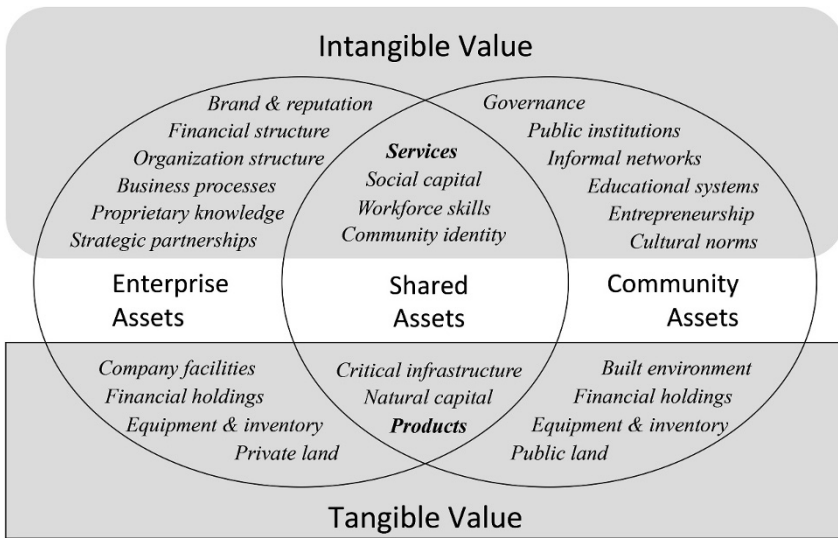 Intangible Value
Brand & reputation
Financial structure
Organization structure
Business processes
Proprietary knowledge
Strategic partnerships
Services
Social capital
Workforce skills
Community identity
Governance
Public institutions
Informal networks
Educational systems
Entrepreneurship
Cultural norms
Enterprise
Assets
Shared
Assets
Community
Assets
Company facilities
Financial holdings
Equipment & inventory
Private land
Critical infrastructure
Natural capital
Products
Built environment
Financial holdings
Equipment & inventory
Public land
Tangible Value